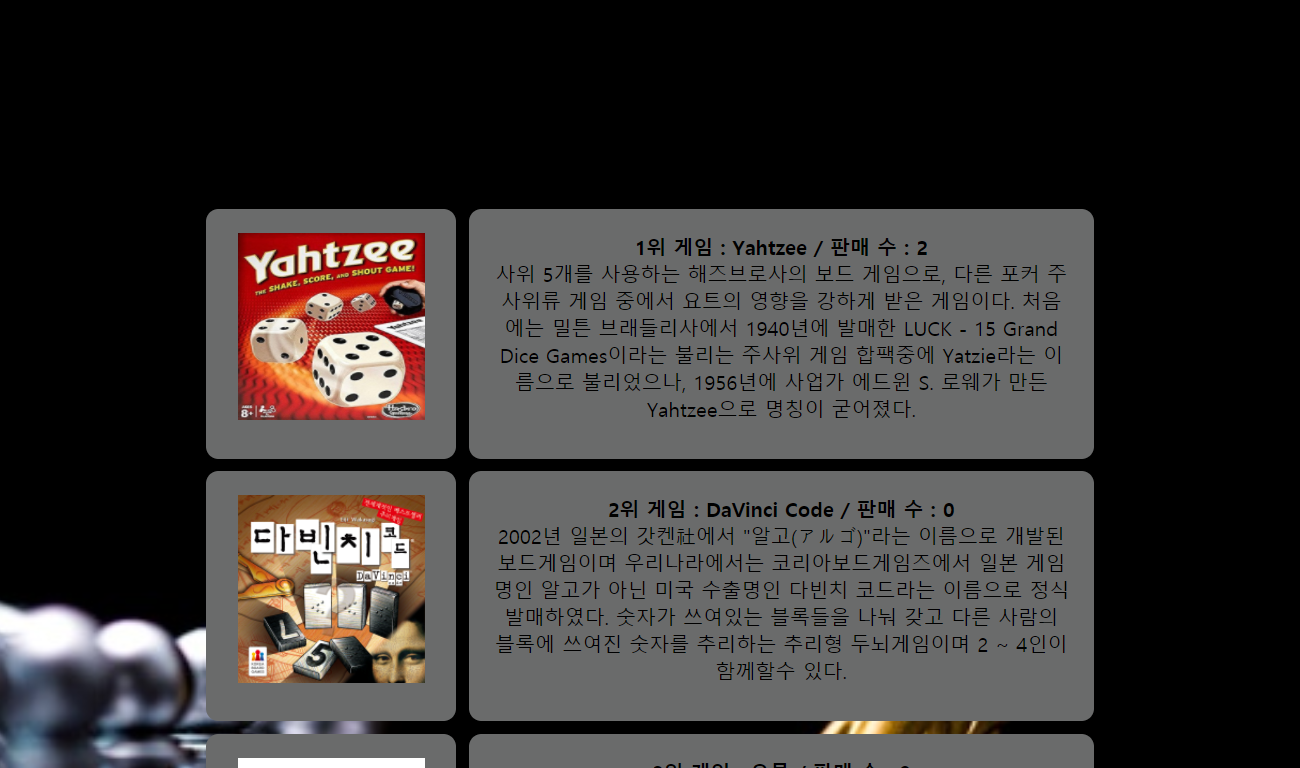 Yahtzee
THE SHAKE, SCORE, AND SHOUT GAME!
Yahtzee
AGES
8+
Hasbro
1위 게임 : Yahtzee / 판매 수 : 2
사위 5개를 사용하는 해즈브로사의 보드 게임으로, 다른 포커 주
사위류 게임 중에서 요트의 영향을 강하게 받은 게임이다. 처음
에는 밀튼 브래들리사에서 1940년에 발매한 LUCK - 15 Grand
Dice Games이라는 불리는 주사위 게임 합팩중에 Yatzie라는 이
름으로 불리었으나, 1956년에 사업가 에드윈 S. 로웨가 만든
Yahtzee으로 명칭이 굳어졌다.
다빈치
코드
DaVinci
7
5
KOREA
BOARD
GAMES
2위 게임 : DaVinci Code / 판매 수 : 0
2002년 일본의 갓켄社에서 "알고(アルゴ)"라는 이름으로 개발된
보드게임이며 우리나라에서는 코리아보드게임즈에서 일본 게임
명인 알고가 아닌 미국 수출명인 다빈치 코드라는 이름으로 정식
발매하였다. 숫자가 쓰여있는 블록들을 나눠 갖고 다른 사람의
블록에 쓰여진 숫자를 추리하는 추리형 두뇌게임이며 2 ~ 4인이
함께할수 있다.